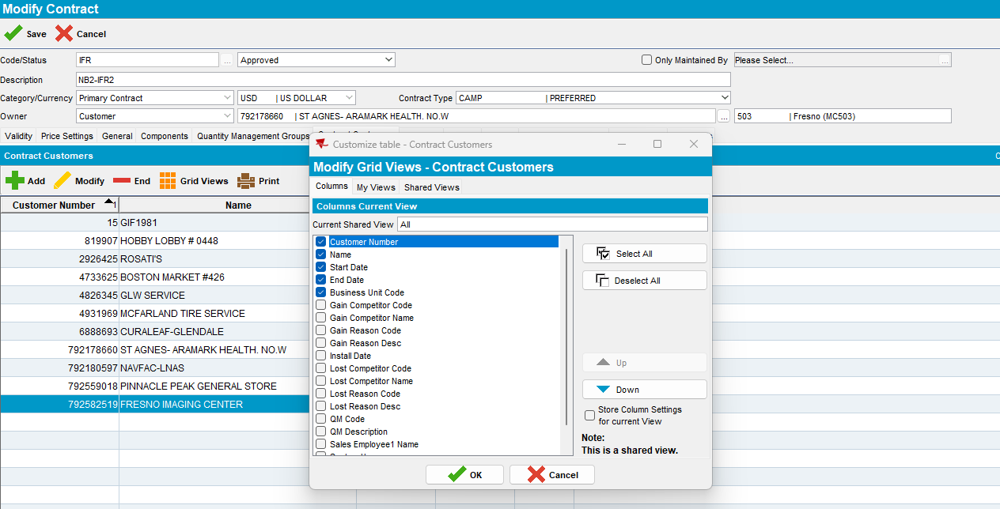 Modify Contract
Save Cancel
Code/Status IFR ... Approved Only Maintained By Please Select... ...
Description NB2-IFR2
Category/Currency Primary Contract USD | US DOLLAR Contract Type CAMP | PREFERRED
Owner Customer 792178660 | ST AGNES- ARAMARK HEALTH. NO.W ... 503 | Fresno (MC503)
Validity Price Settings General Components Quantity Management Groups
Contract Customers
Add Modify End Grid Views Print
Customer Number 1 Name
15 GIF1981
819907 HOBBY LOBBY # 0448
2926425 ROSATI'S
4733625 BOSTON MARKET #426
4826345 GLW SERVICE
4931969 MCFARLAND TIRE SERVICE
6888693 CURALEAF-GLENDALE
792178660 ST AGNES- ARAMARK HEALTH. NO.W
792180597 NAVFAC-LNAS
792559018 PINNACLE PEAK GENERAL STORE
792582519 FRESNO IMAGING CENTER
Customize table - Contract Customers
Modify Grid Views - Contract Customers
Columns My Views Shared Views
Columns Current View
Current Shared View All
Customer Number
Name
Start Date
End Date
Business Unit Code
Gain Competitor Code
Gain Competitor Name
Gain Reason Code
Gain Reason Desc
Install Date
Lost Competitor Code
Lost Competitor Name
Lost Reason Code
Lost Reason Desc
QM Code
QM Description
Sales Employee1 Name
Select All
Deselect All
Up
Down
Store Column Settings
for current View
Note:
This is a shared view.
OK Cancel